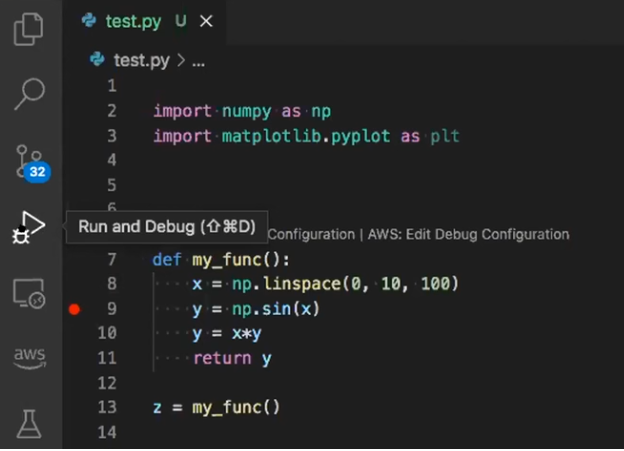 test.py U ×
test.py > ...
1
2 import numpy as np
3 import matplotlib.pyplot as plt
4
5
32
6
Run and Debug (⇧⌘D)
Configuration | AWS: Edit Debug Configuration
7 def my_func():
8 x = np.linspace(0, 10, 100)
9 y = np.sin(x)
10 y = x*y
11 return y
aws
12
13 z = my_func()
14